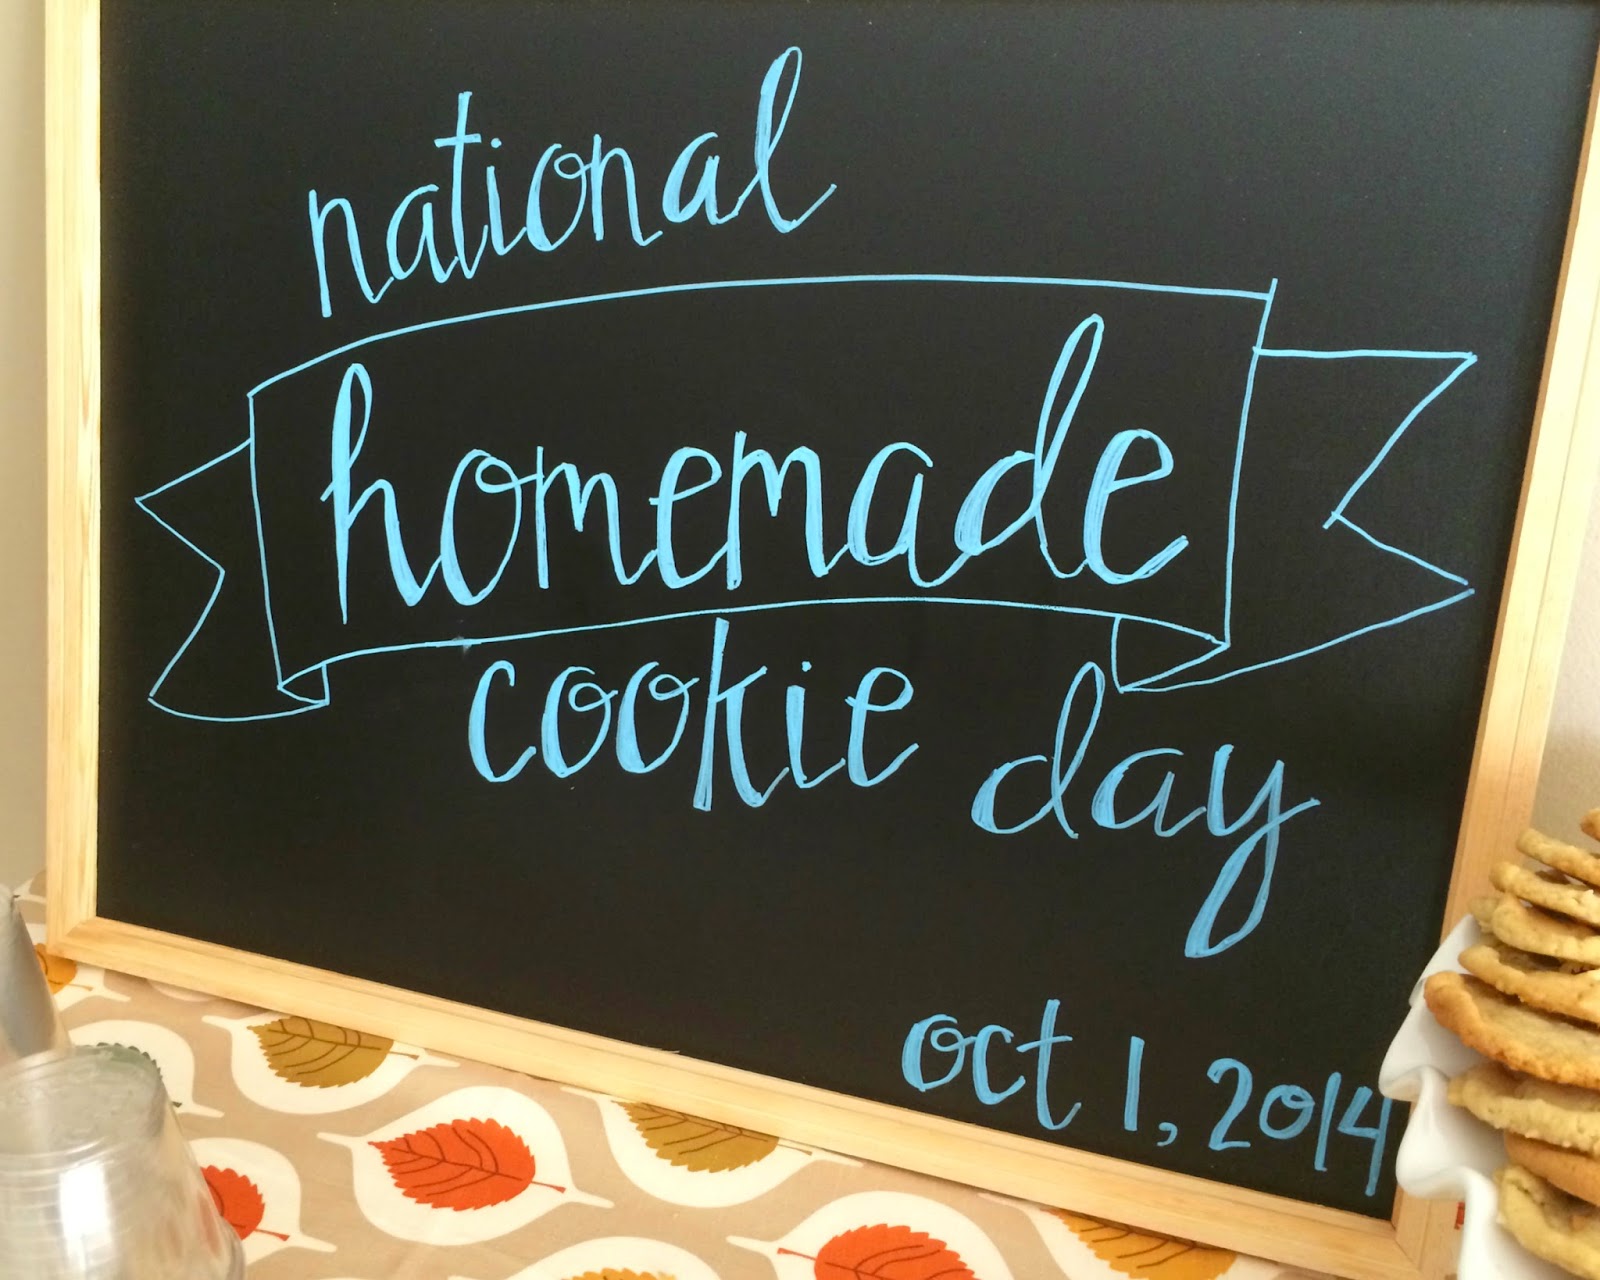 national
homemade
cookie day
oct 1, 2014